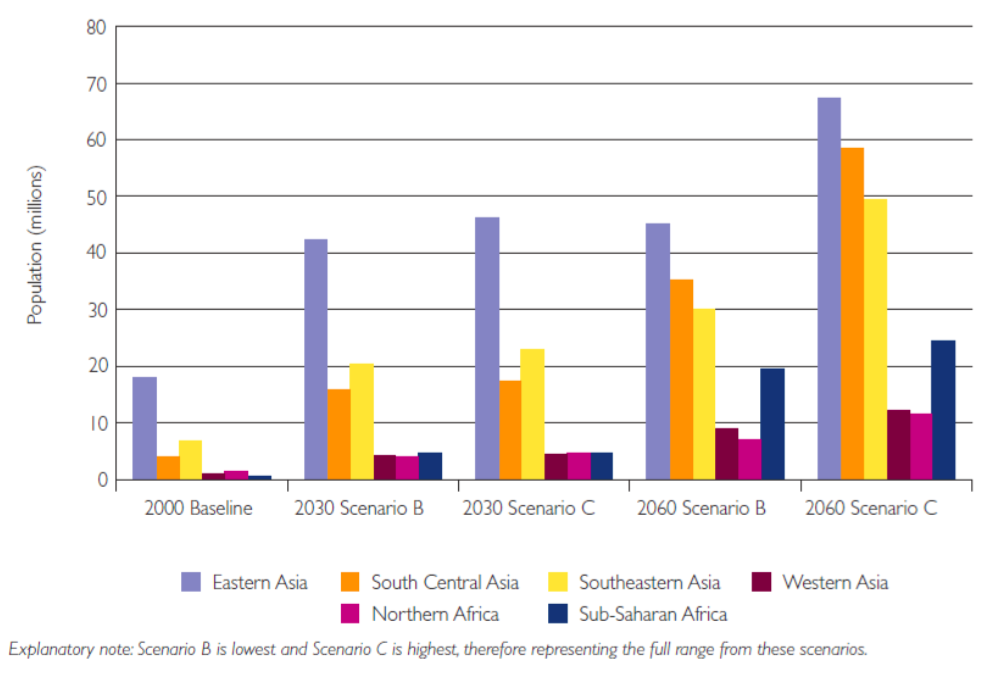 80
70
60
50
40
30
20
10
0
Population (millions)
2000 Baseline 2030 Scenario B 2030 Scenario C 2060 Scenario B 2060 Scenario C
Eastern Asia South Central Asia Southeastern Asia Western Asia
Northern Africa Sub-Saharan Africa
Explanatory note: Scenario B is lowest and Scenario C is highest, therefore representing the full range from these scenarios.